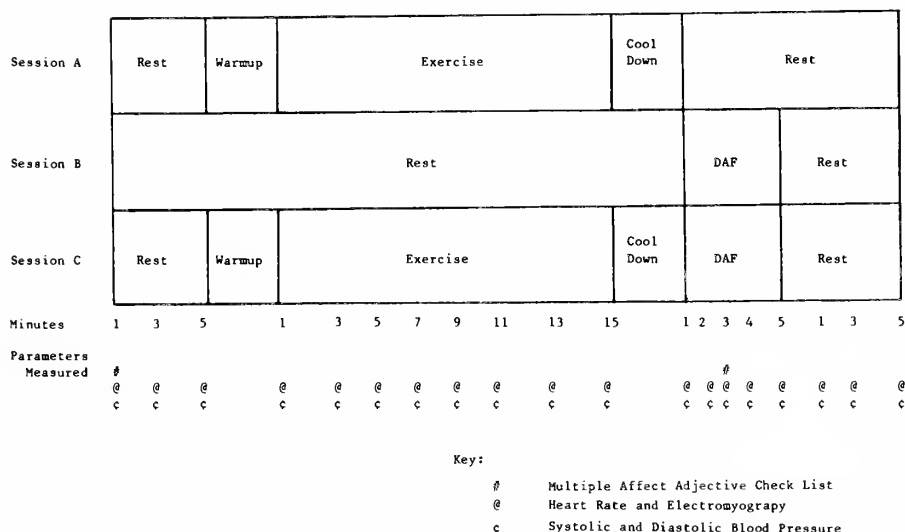 Session A Rest Warmup Exercise Cool Down Rest
Session B Rest DAF Rest
Session C Rest Warmup Exercise Cool Down DAF Rest
Minutes 1 3 5 1 3 5 7 9 11 13 15 1 2 3 4 5 1 3 5
Parameters
Measured # #
@ @ @ @ @ @ @ @ @ @ @ @ @ @ @ @ @ @ @
¢ ¢ ¢ ¢ ¢ ¢ ¢ ¢ ¢ ¢ ¢ ¢ ¢ ¢ ¢ ¢ ¢ ¢ ¢
Key:
# Multiple Affect Adjective Check List
@ Heart Rate and Electromyograpy
¢ Systolic and Diastolic Blood Pressure